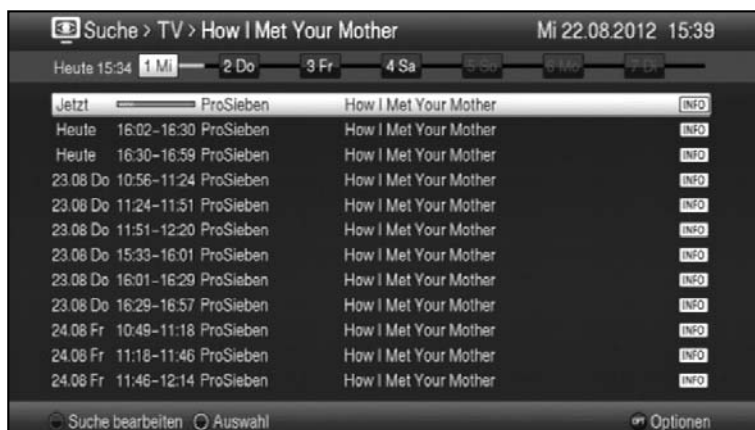 Suche > TV > How I Met Your Mother Mi 22.08.2012 15:39
Heute 15:34 1 Mi 2 Do 3 Fr 4 Sa 5 So 6 Mo 7 Di
Jetzt ProSieben How I Met Your Mother INFO
Heute 16:02-16:30 ProSieben How I Met Your Mother INFO
Heute 16:30-16:59 ProSieben How I Met Your Mother INFO
23.08 Do 10:56-11:24 ProSieben How I Met Your Mother INFO
23.08 Do 11:24-11:51 ProSieben How I Met Your Mother INFO
23.08 Do 11:51-12:20 ProSieben How I Met Your Mother INFO
23.08 Do 15:33-16:01 ProSieben How I Met Your Mother INFO
23.08 Do 16:01-16:29 ProSieben How I Met Your Mother INFO
23.08 Do 16:29-16:57 ProSieben How I Met Your Mother INFO
24.08 Fr 10:49-11:18 ProSieben How I Met Your Mother INFO
24.08 Fr 11:18-11:46 ProSieben How I Met Your Mother INFO
24.08 Fr 11:46-12:14 ProSieben How I Met Your Mother INFO
Suche bearbeiten Auswahl OPT Optionen